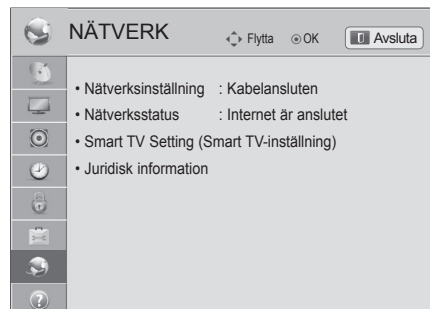 NÄTVERK
Flytta OK Avsluta
• Nätverksinställning : Kabelansluten
• Nätverksstatus : Internet är anslutet
• Smart TV Setting (Smart TV-inställning)
• Juridisk information